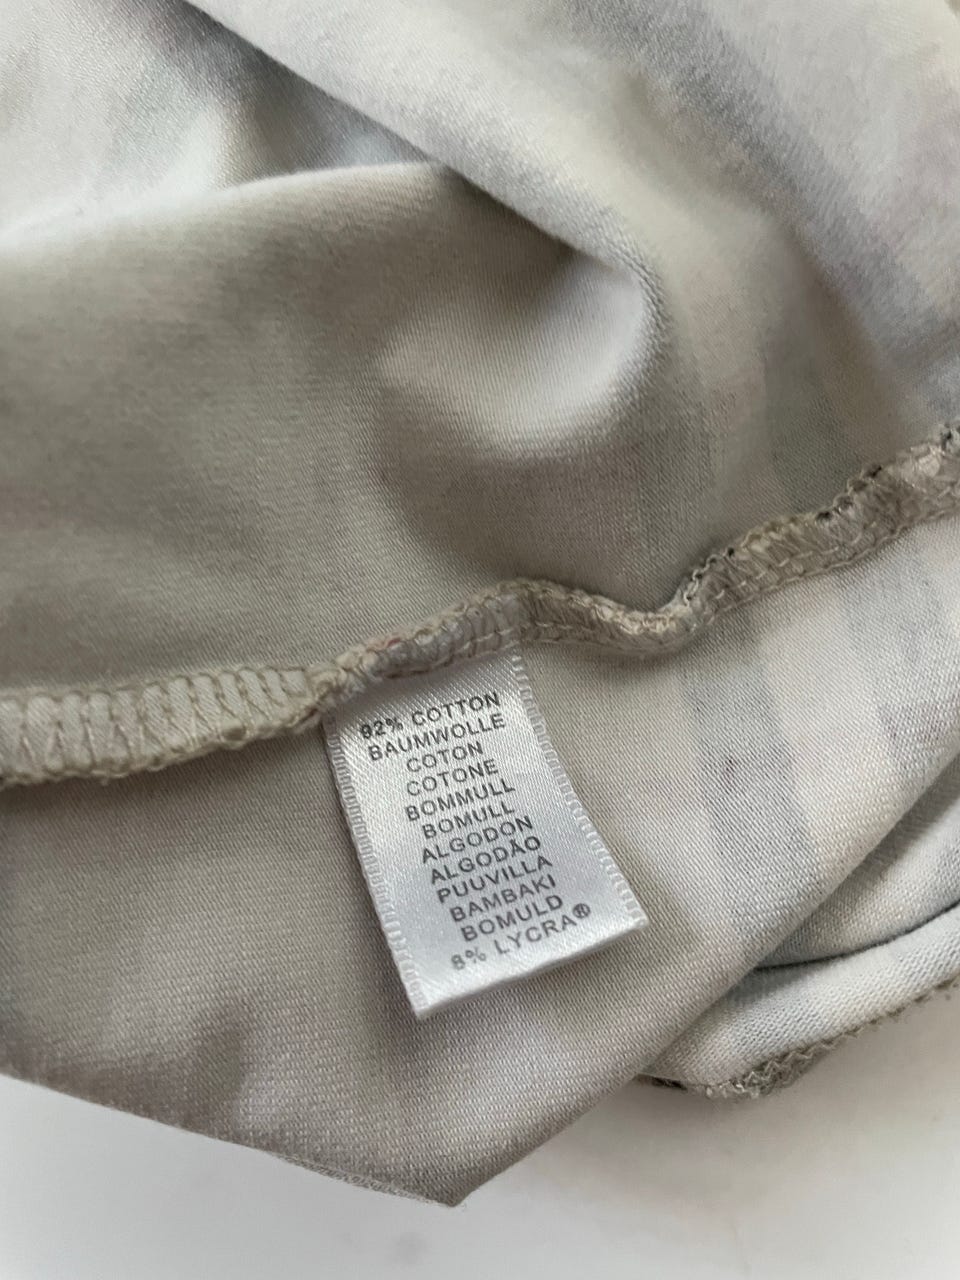 92% COTTON
BAUMWOLLE
COTON
COTONE
BOMMULL
BOMULL
ALGODON
ALGODÃO
PUUVILLA
BAMBAKI
BOMULD
8% LYCRA®